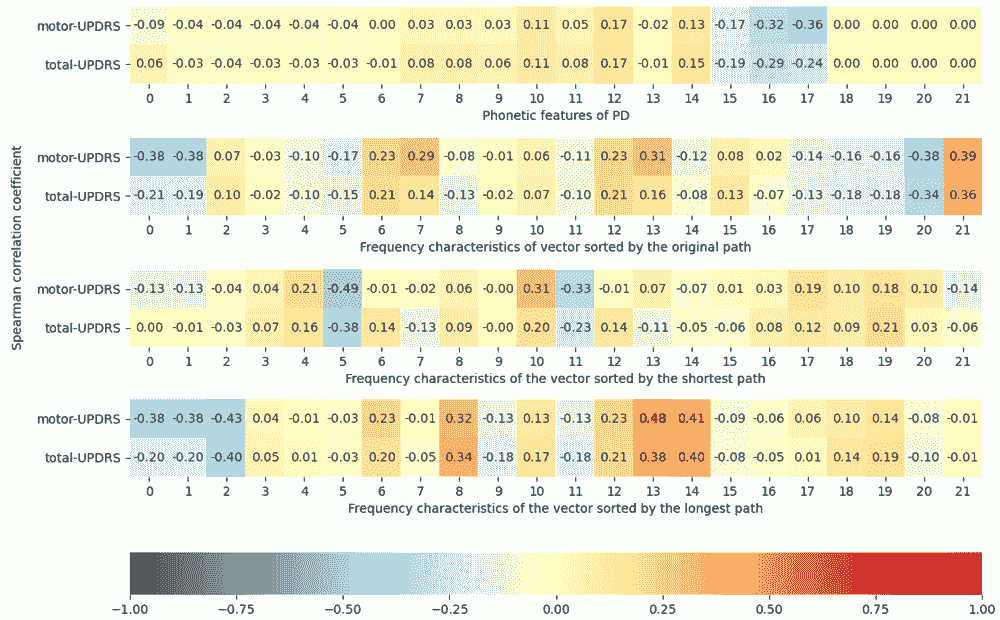 motor-UPDRS -0.09 -0.04 -0.04 -0.04 -0.04 -0.04 0.00 0.03 0.03 0.03 0.11 0.05 0.17 -0.02 0.13 -0.17 -0.32 -0.36 0.00 0.00 0.00 0.00
total-UPDRS 0.06 -0.03 -0.04 -0.03 -0.03 -0.03 -0.01 0.08 0.08 0.06 0.11 0.08 0.17 -0.01 0.15 -0.19 -0.29 -0.24 0.00 0.00 0.00 0.00
0 1 2 3 4 5 6 7 8 9 10 11 12 13 14 15 16 17 18 19 20 21
Phonetic features of PD
Spearman correlation coefficient
motor-UPDRS -0.38 -0.38 0.07 -0.03 -0.10 -0.17 0.23 0.29 -0.08 -0.01 0.06 -0.11 0.23 0.31 -0.12 0.08 0.02 -0.14 -0.16 -0.16 -0.38 0.39
total-UPDRS -0.21 -0.19 0.10 -0.02 -0.10 -0.15 0.21 0.14 -0.13 -0.02 0.07 -0.10 0.21 0.16 -0.08 0.13 -0.07 -0.13 -0.18 -0.18 -0.34 0.36
0 1 2 3 4 5 6 7 8 9 10 11 12 13 14 15 16 17 18 19 20 21
Frequency characteristics of vector sorted by the original path
motor-UPDRS -0.13 -0.13 -0.04 0.04 0.21 -0.49 -0.01 -0.02 0.06 -0.00 0.31 -0.33 -0.01 0.07 -0.07 0.01 0.03 0.19 0.10 0.18 0.10 -0.14
total-UPDRS 0.00 -0.01 -0.03 0.07 0.16 -0.38 0.14 -0.13 0.09 -0.00 0.20 -0.23 0.14 -0.11 -0.05 -0.06 0.08 0.12 0.09 0.21 0.03 -0.06
0 1 2 3 4 5 6 7 8 9 10 11 12 13 14 15 16 17 18 19 20 21
Frequency characteristics of the vector sorted by the shortest path
motor-UPDRS -0.38 -0.38 -0.43 0.04 -0.01 -0.03 0.23 -0.01 0.32 -0.13 0.13 -0.13 0.23 0.48 0.41 -0.09 -0.06 0.06 0.10 0.14 -0.08 -0.01
total-UPDRS -0.20 -0.20 -0.40 0.05 0.01 -0.03 0.20 -0.05 0.34 -0.18 0.17 -0.18 0.21 0.38 0.40 -0.08 -0.05 0.01 0.14 0.19 -0.10 -0.01
0 1 2 3 4 5 6 7 8 9 10 11 12 13 14 15 16 17 18 19 20 21
Frequency characteristics of the vector sorted by the longest path
−1.00 −0.75 −0.50 −0.25 0.00 0.25 0.50 0.75 1.00